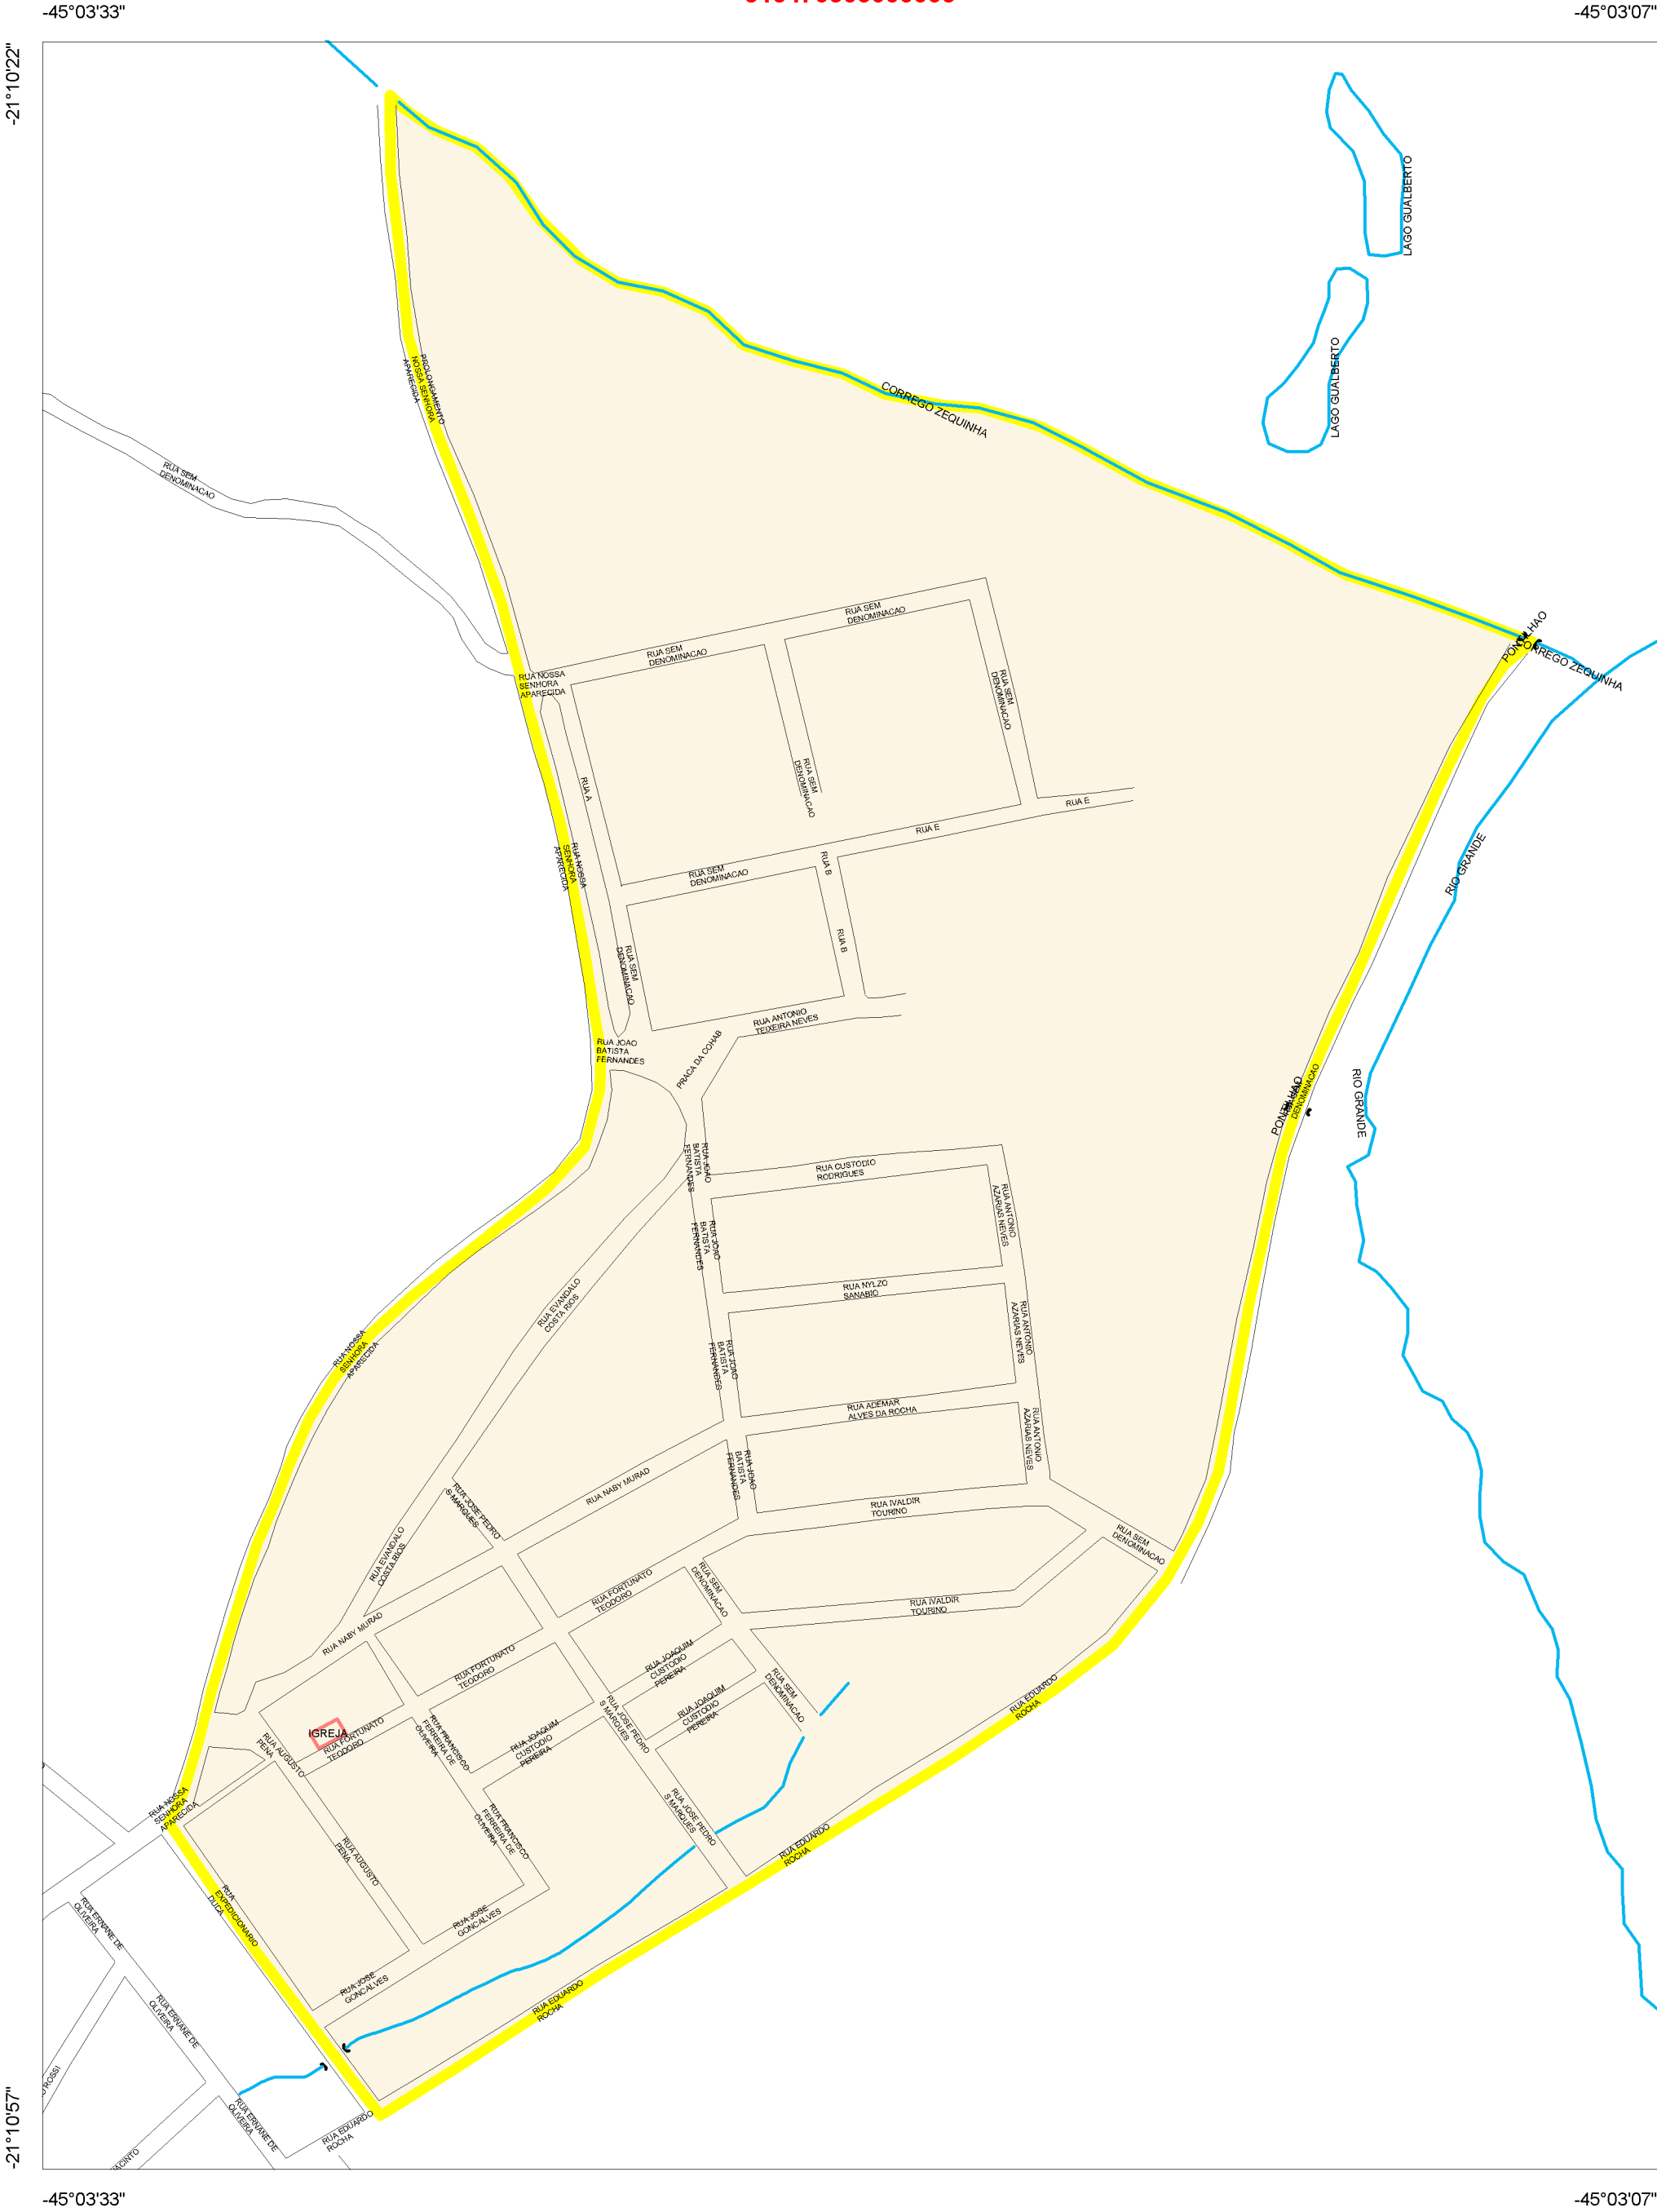 -45°03'33"
-45°03'07"
-21°10'22"
LAGO GUALBERTO
LAGO GUALBERTO
PROLONGAMENTO
NOSSA SENHORA
APARECIDA
CORREGO ZEQUINHA
RUA SEM
DENOMINACAO
RUA SEM
DENOMINACAO
RUA SEM
DENOMINACAO
PONTILHAO
CORREGO ZEQUINHA
RUA NOSSA
SENHORA
APARECIDA
RUA SEM
DENOMINACAO
RUA A
RUA SEM
DENOMINACAO
RUA E
RUA E
RUA NOSSA
SENHORA
APARECIDA
RUA SEM
DENOMINACAO
RUA B
RIO GRANDE
RUA B
RUA SEM
DENOMINACAO
RUA ANTONIO
TEIXEIRA NEVES
RUA JOAO
BATISTA
FERNANDES
PRACA DA COHAB
PONTILHAO
DENOMINACAO
RIO GRANDE
RUA JOAO
BATISTA
FERNANDES
RUA CUSTODIO
RODRIGUES
RUA ANTONIO
AZARIAS NEVES
RUA JOAO
BATISTA
FERNANDES
RUA NYLZO
SANABIO
RUA EVANDALO
COSTA RIOS
RUA ANTONIO
AZARIAS NEVES
RUA NOSSA
SENHORA
APARECIDA
RUA JOAO
BATISTA
FERNANDES
RUA ADEMAR
ALVES DA ROCHA
RUA ANTONIO
AZARIAS NEVES
RUA JOAO
BATISTA
FERNANDES
RUA NABY MURAD
RUA JOSE PEDRO
S MARQUES
RUA IVALDIR
TOURINO
RUA SEM
DENOMINACAO
RUA EVANDALO
COSTA RIOS
RUA FORTUNATO
TEODORO
RUA SEM
DENOMINACAO
RUA IVALDIR
TOURINO
RUA NABY MURAD
RUA FORTUNATO
TEODORO
RUA JOAQUIM
CUSTODIO
PEREIRA
RUA SEM
DENOMINACAO
RUA JOAQUIM
CUSTODIO
PEREIRA
RUA EDUARDO
ROCHA
IGREJA
RUA FORTUNATO
TEODORO
RUA AUGUSTO
PENA
RUA FRANCISCO
FERREIRA DE
OLIVEIRA
RUA JOAQUIM
CUSTODIO
PEREIRA
RUA JOSE PEDRO
S MARQUES
RUA NOSSA
SENHORA
APARECIDA
RUA FRANCISCO
FERREIRA DE
OLIVEIRA
RUA JOSE PEDRO
S MARQUES
RUA EDUARDO
ROCHA
RUA AUGUSTO
PENA
RUA
EXPEDICIONARIO
DUCA
RUA ERNANE DE
OLIVEIRA
RUA JOSE
GONCALVES
RUA JOSE
GONCALVES
RUA EDUARDO
ROCHA
RUA ERNANE DE
OLIVEIRA
ROSSI
RUA ERNANE DE
OLIVEIRA
RUA EDUARDO
ROCHA
-21°10'57"
-45°03'33"
-45°03'07"